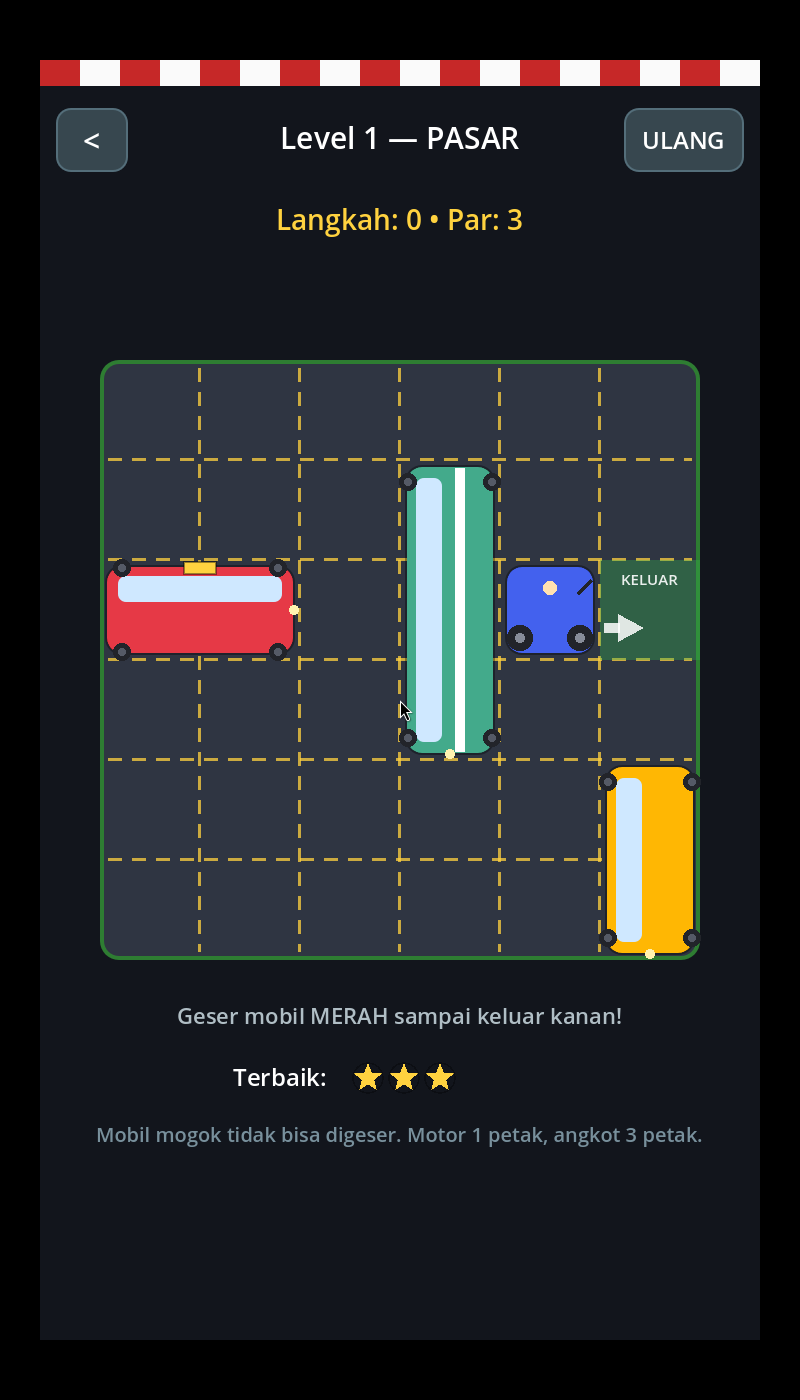 <
Level 1 — PASAR
ULANG
Langkah: 0 • Par: 3
KELUAR
Geser mobil MERAH sampai keluar kanan!
Terbaik:
Mobil mogok tidak bisa digeser. Motor 1 petak, angkot 3 petak.